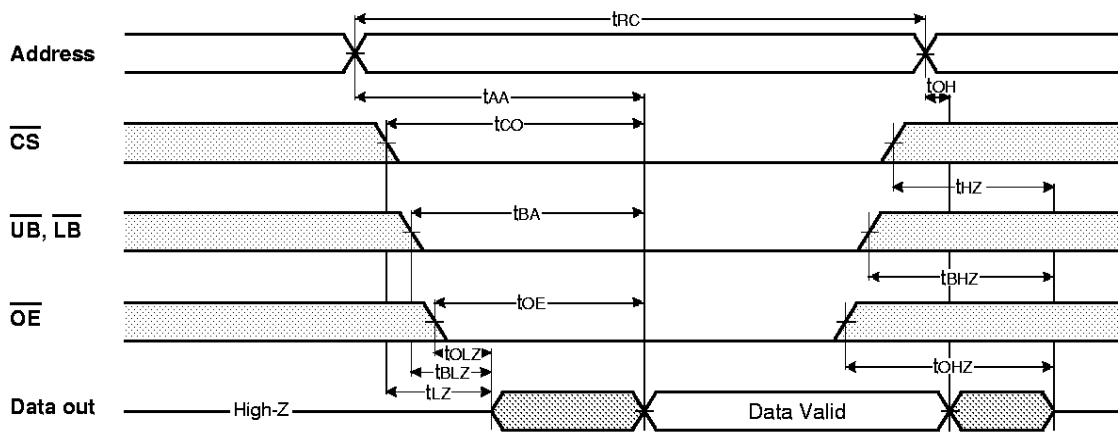 tRC
Address
tAA
tOH
CS
tCO
tHZ
UB, LB
tBA
tBHZ
OE
tOE
tOLZ
tBLZ
tOHZ
tLZ
Data out
High-Z
Data Valid